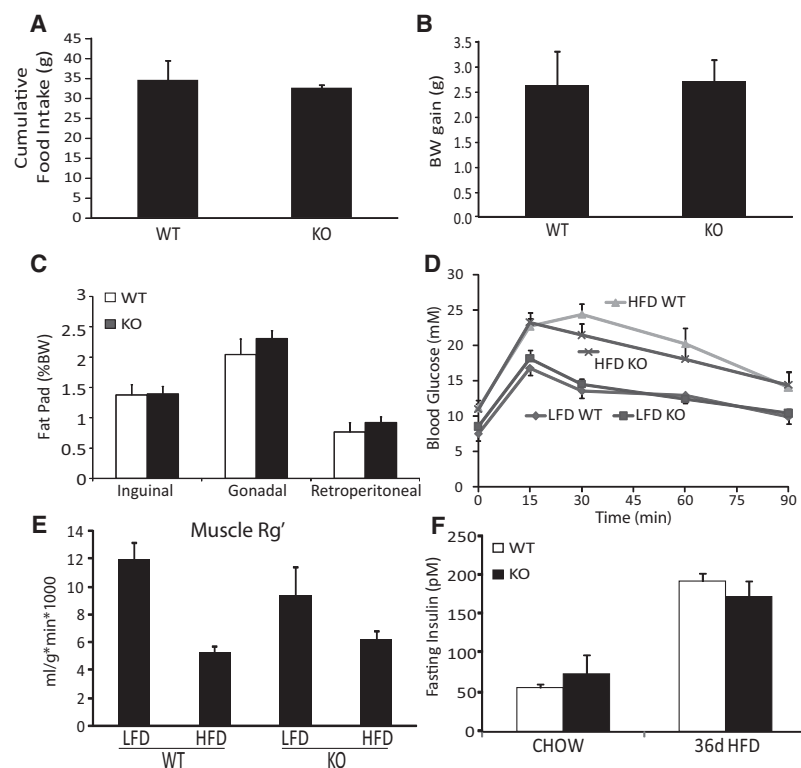 A
Cumulative
Food Intake (g)
45
40
35
30
25
20
15
10
5
0
WT
KO
B
BW gain (g)
3.5
3.0
2.5
2.0
1.5
1.0
0.5
0.0
WT
KO
C
WT
KO
Fat Pad (%BW)
3
2.5
2
1.5
1
0.5
0
Inguinal
Gonadal
Retroperitoneal
D
Blood Glucose (mM)
30
25
20
15
10
5
0
HFD WT
HFD KO
LFD WT
LFD KO
0
15
30
45
60
75
90
Time (min)
E
Muscle Rg'
ml/g*min*1000
14
12
10
8
6
4
2
0
LFD
HFD
LFD
HFD
WT
KO
F
WT
KO
Fasting Insulin (pM)
250
200
150
100
50
0
CHOW
36d HFD